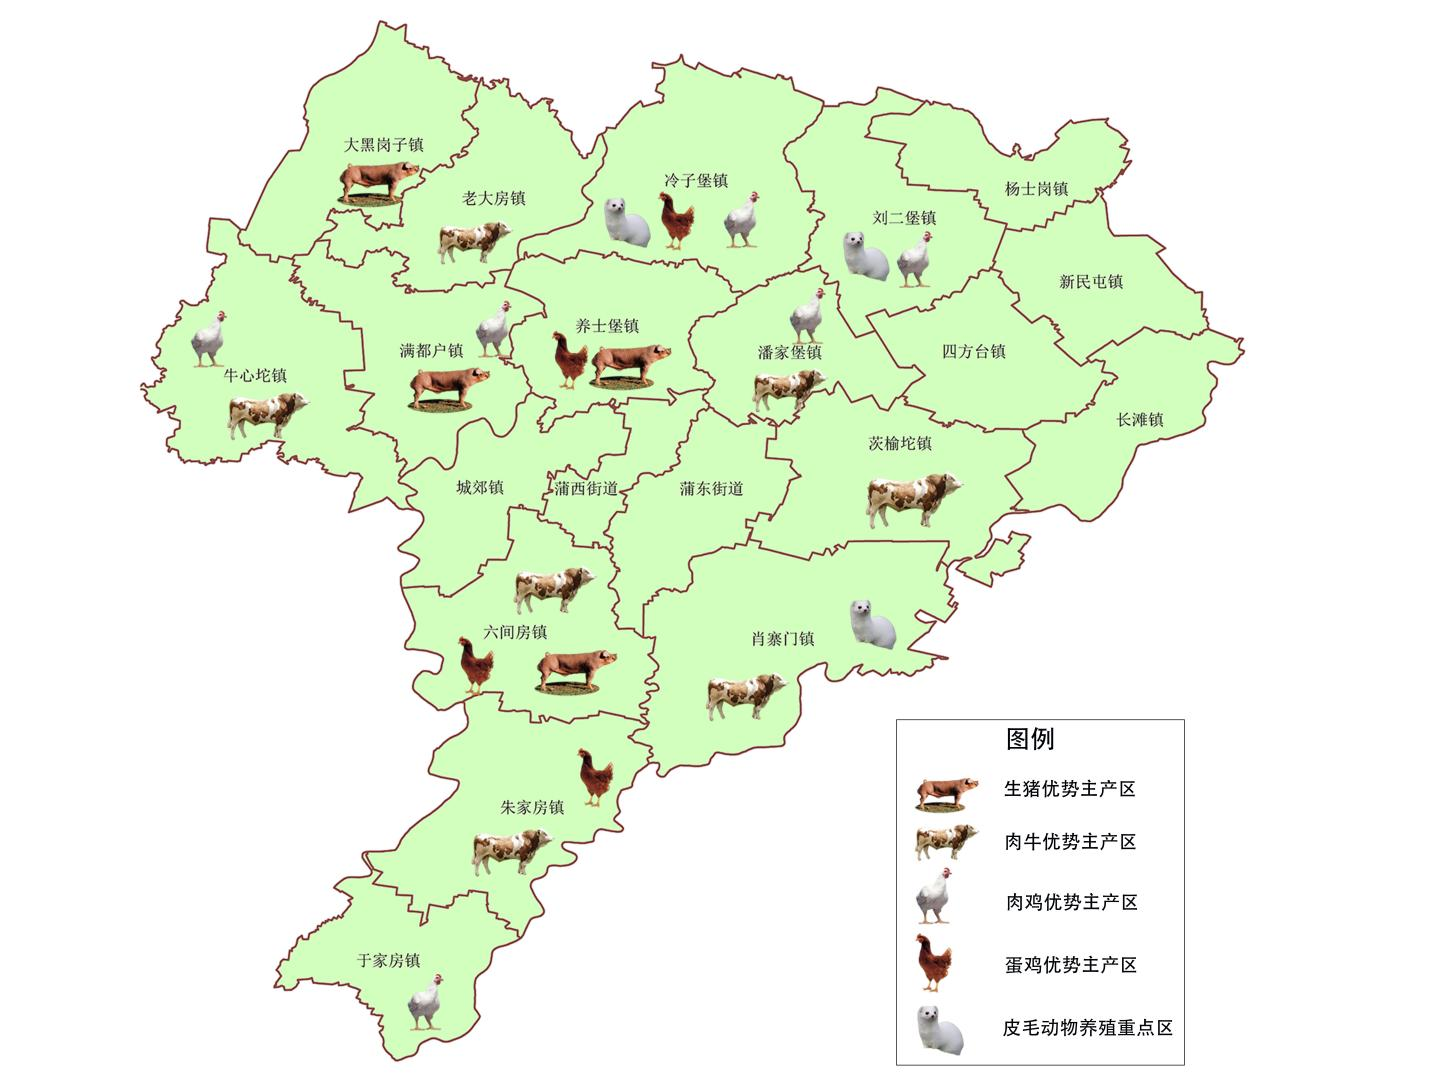 大黑岗子镇
老大房镇
冷子堡镇
杨士岗镇
刘二堡镇
新民屯镇
养士堡镇
满都户镇
潘家堡镇
四方台镇
牛心坨镇
长滩镇
茨榆坨镇
城郊镇
蒲西街道
蒲东街道
六间房镇
肖寨门镇
朱家房镇
于家房镇
图例
生猪优势主产区
肉牛优势主产区
肉鸡优势主产区
蛋鸡优势主产区
皮毛动物养殖重点区